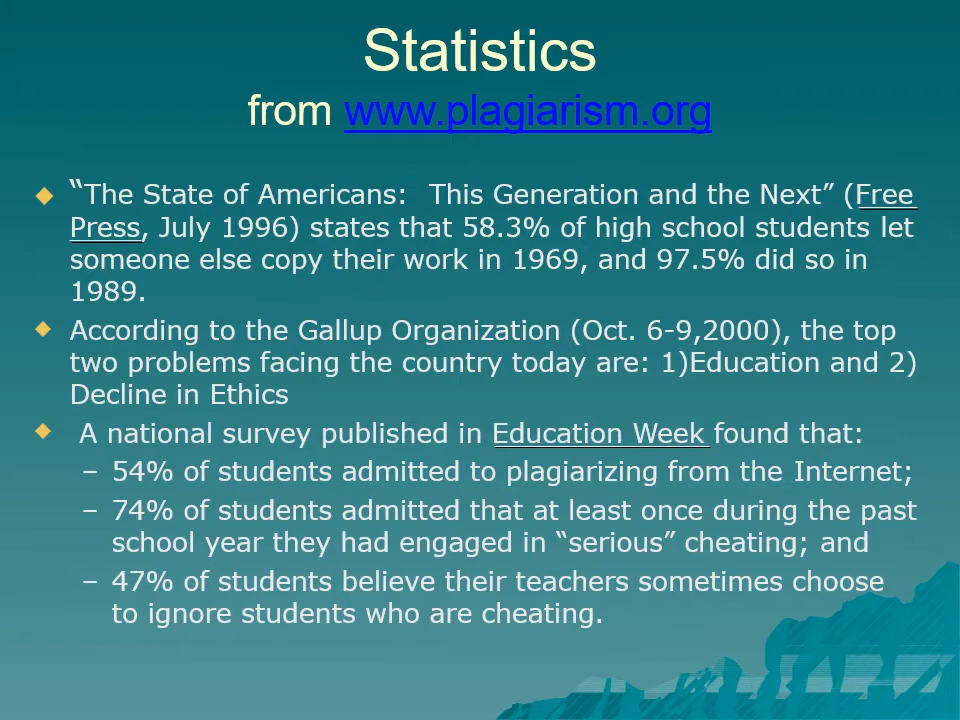 Statistics
from www.plagiarism.org
“The State of Americans:  This Generation and the Next” (Free
Press, July 1996) states that 58.3% of high school students let
someone else copy their work in 1969, and 97.5% did so in
1989.
According to the Gallup Organization (Oct. 6-9,2000), the top
two problems facing the country today are: 1)Education and 2)
Decline in Ethics
A national survey published in Education Week found that:
– 54% of students admitted to plagiarizing from the Internet;
– 74% of students admitted that at least once during the past
school year they had engaged in “serious” cheating; and
– 47% of students believe their teachers sometimes choose
to ignore students who are cheating.